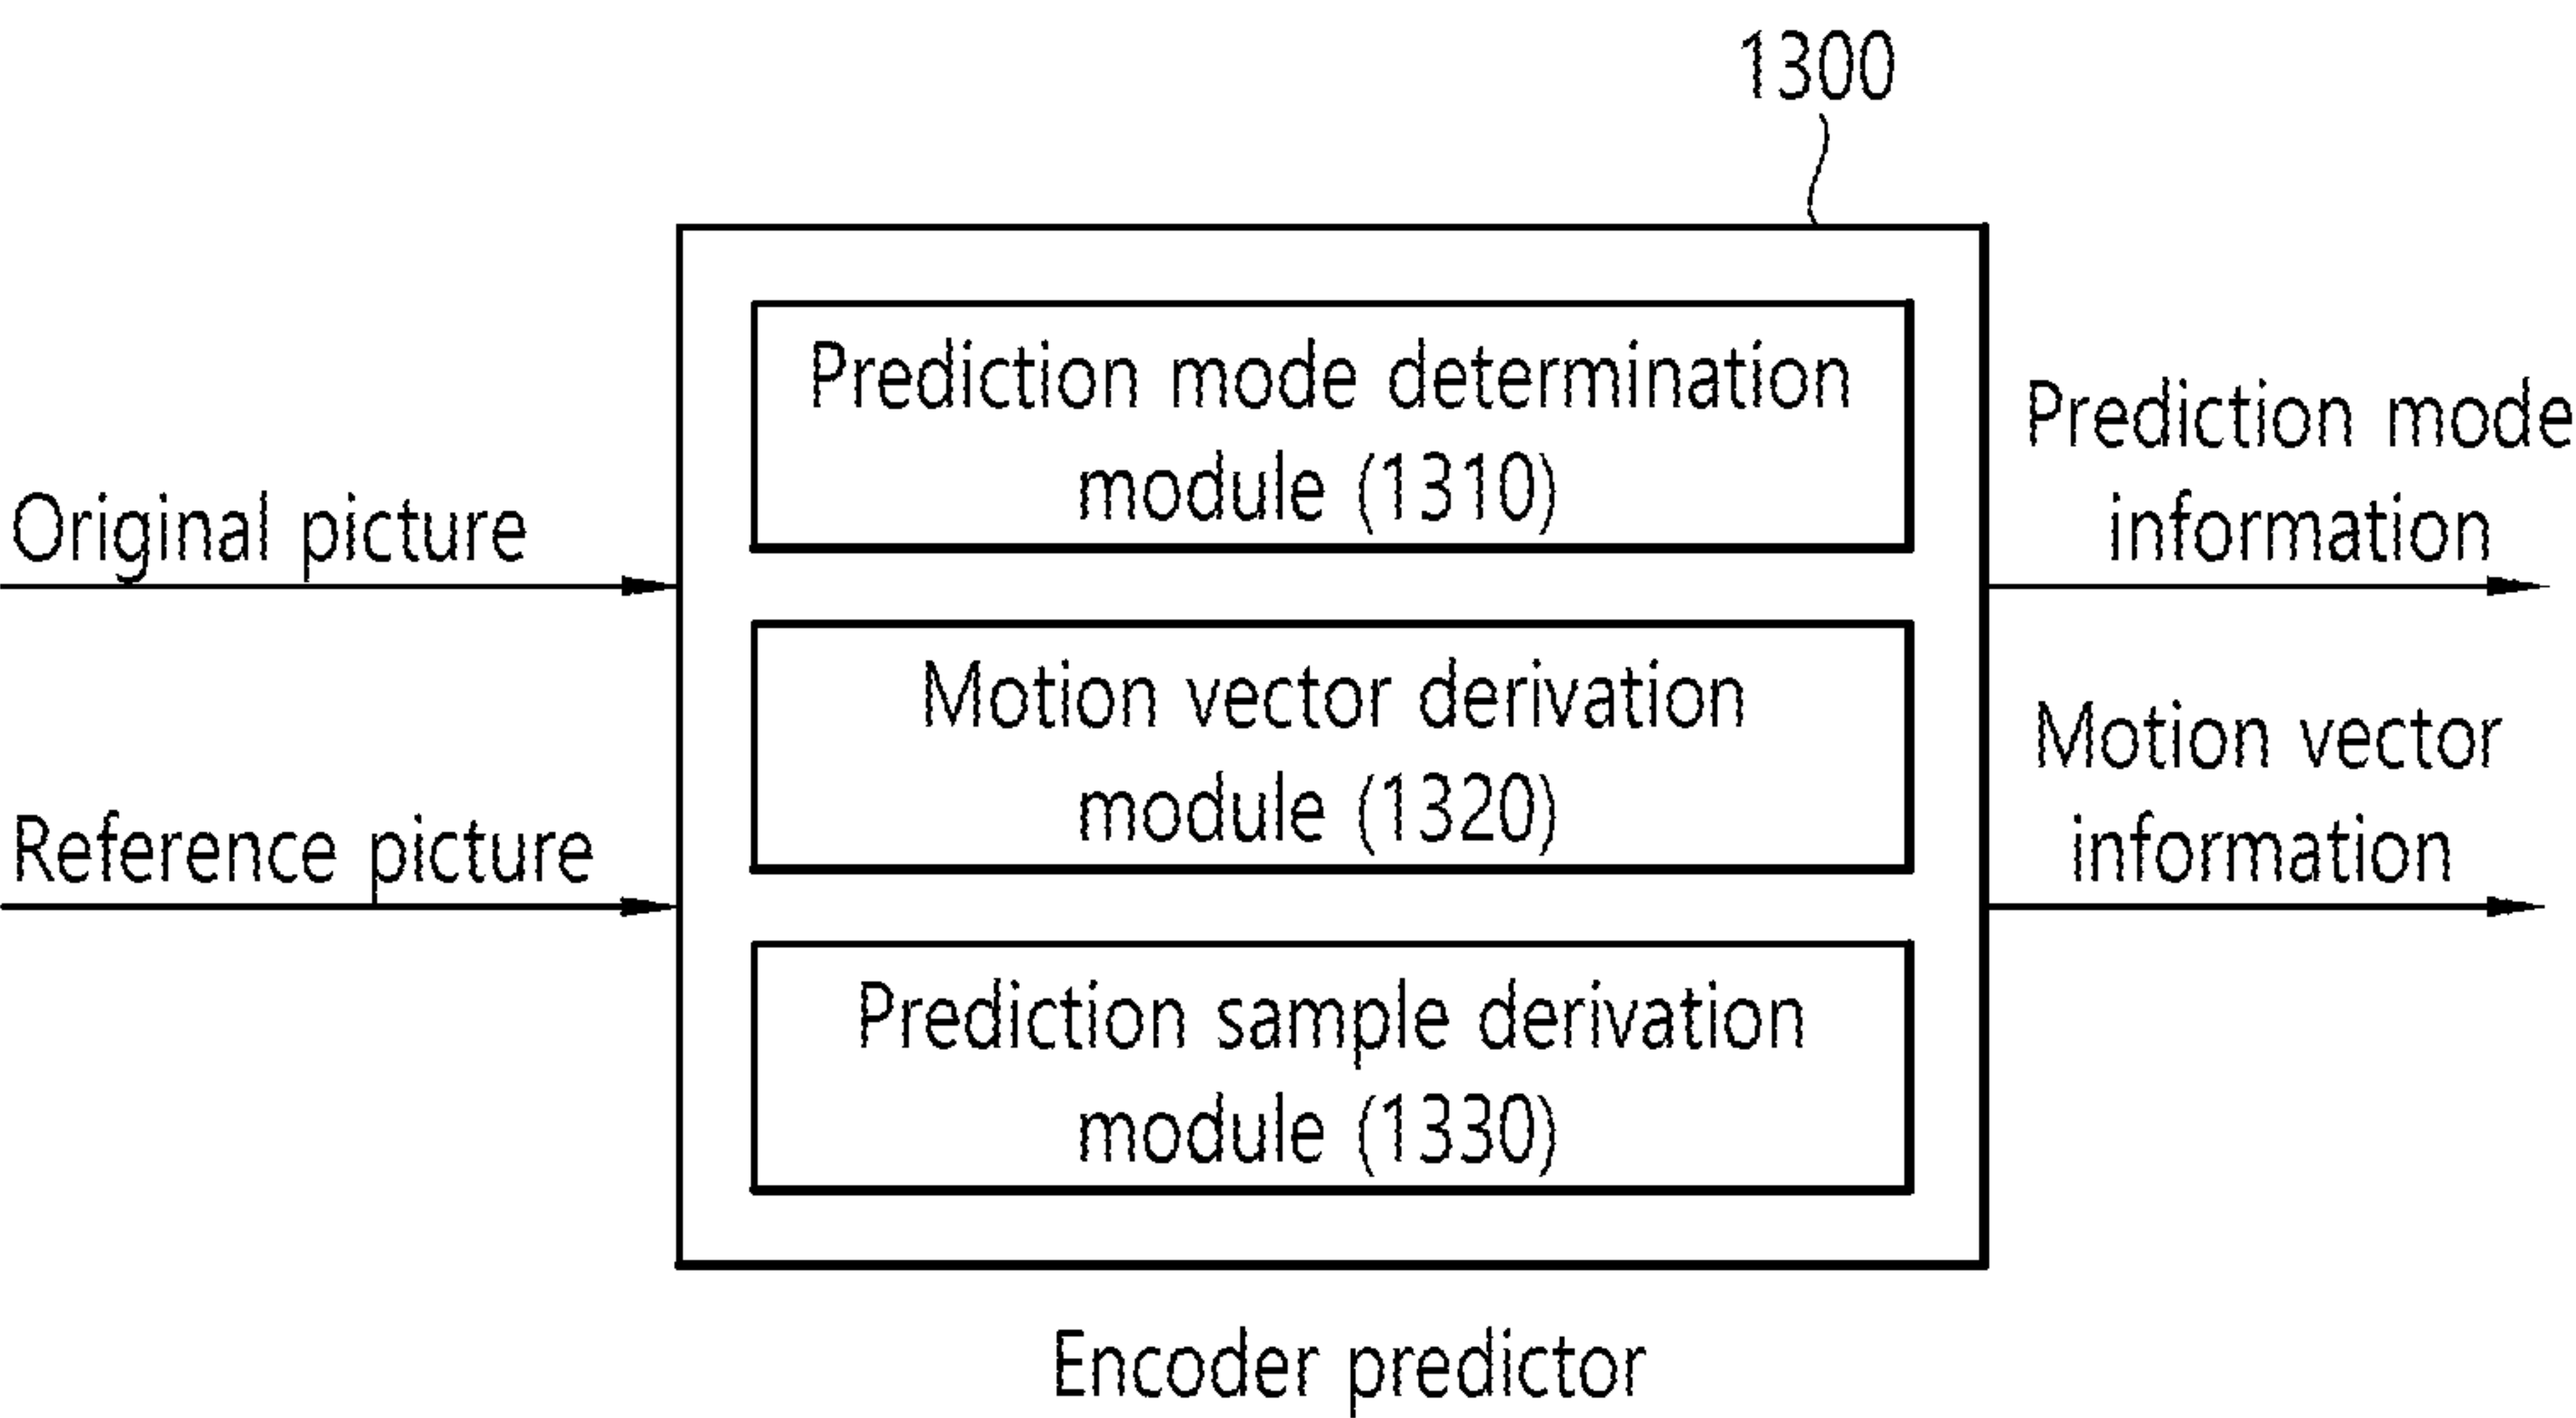 1300
Prediction mode determination
module (1310)
Motion vector derivation
module (1320)
Prediction sample derivation
module (1330)
Original picture
Reference picture
Prediction mode
information
Motion vector
information
Encoder predictor